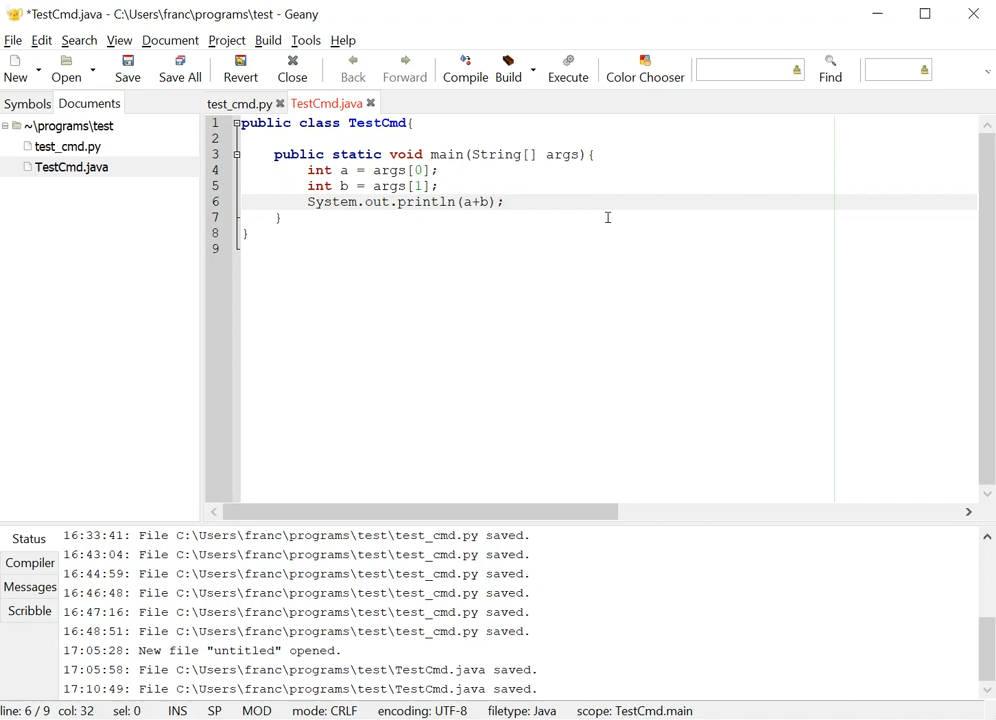 *TestCmd.java - C:\Users\franc\programs\test - Geany
File Edit Search View Document Project Build Tools Help
New Open Save Save All Revert Close Back Forward Compile Build Execute Color Chooser Find
Symbols Documents test_cmd.py TestCmd.java
~\programs\test
test_cmd.py
TestCmd.java
1 public class TestCmd{
2
3 public static void main(String[] args){
4 int a = args[0];
5 int b = args[1];
6 System.out.println(a+b);
7 }
8 }
9
Status
Compiler
Messages
Scribble
16:33:41: File C:\Users\franc\programs\test\test_cmd.py saved.
16:43:04: File C:\Users\franc\programs\test\test_cmd.py saved.
16:44:59: File C:\Users\franc\programs\test\test_cmd.py saved.
16:46:48: File C:\Users\franc\programs\test\test_cmd.py saved.
16:47:16: File C:\Users\franc\programs\test\test_cmd.py saved.
16:48:51: File C:\Users\franc\programs\test\test_cmd.py saved.
17:05:28: New file "untitled" opened.
17:05:58: File C:\Users\franc\programs\test\TestCmd.java saved.
17:10:49: File C:\Users\franc\programs\test\TestCmd.java saved.
line: 6 / 9 col: 32 sel: 0 INS SP MOD mode: CRLF encoding: UTF-8 filetype: Java scope: TestCmd.main